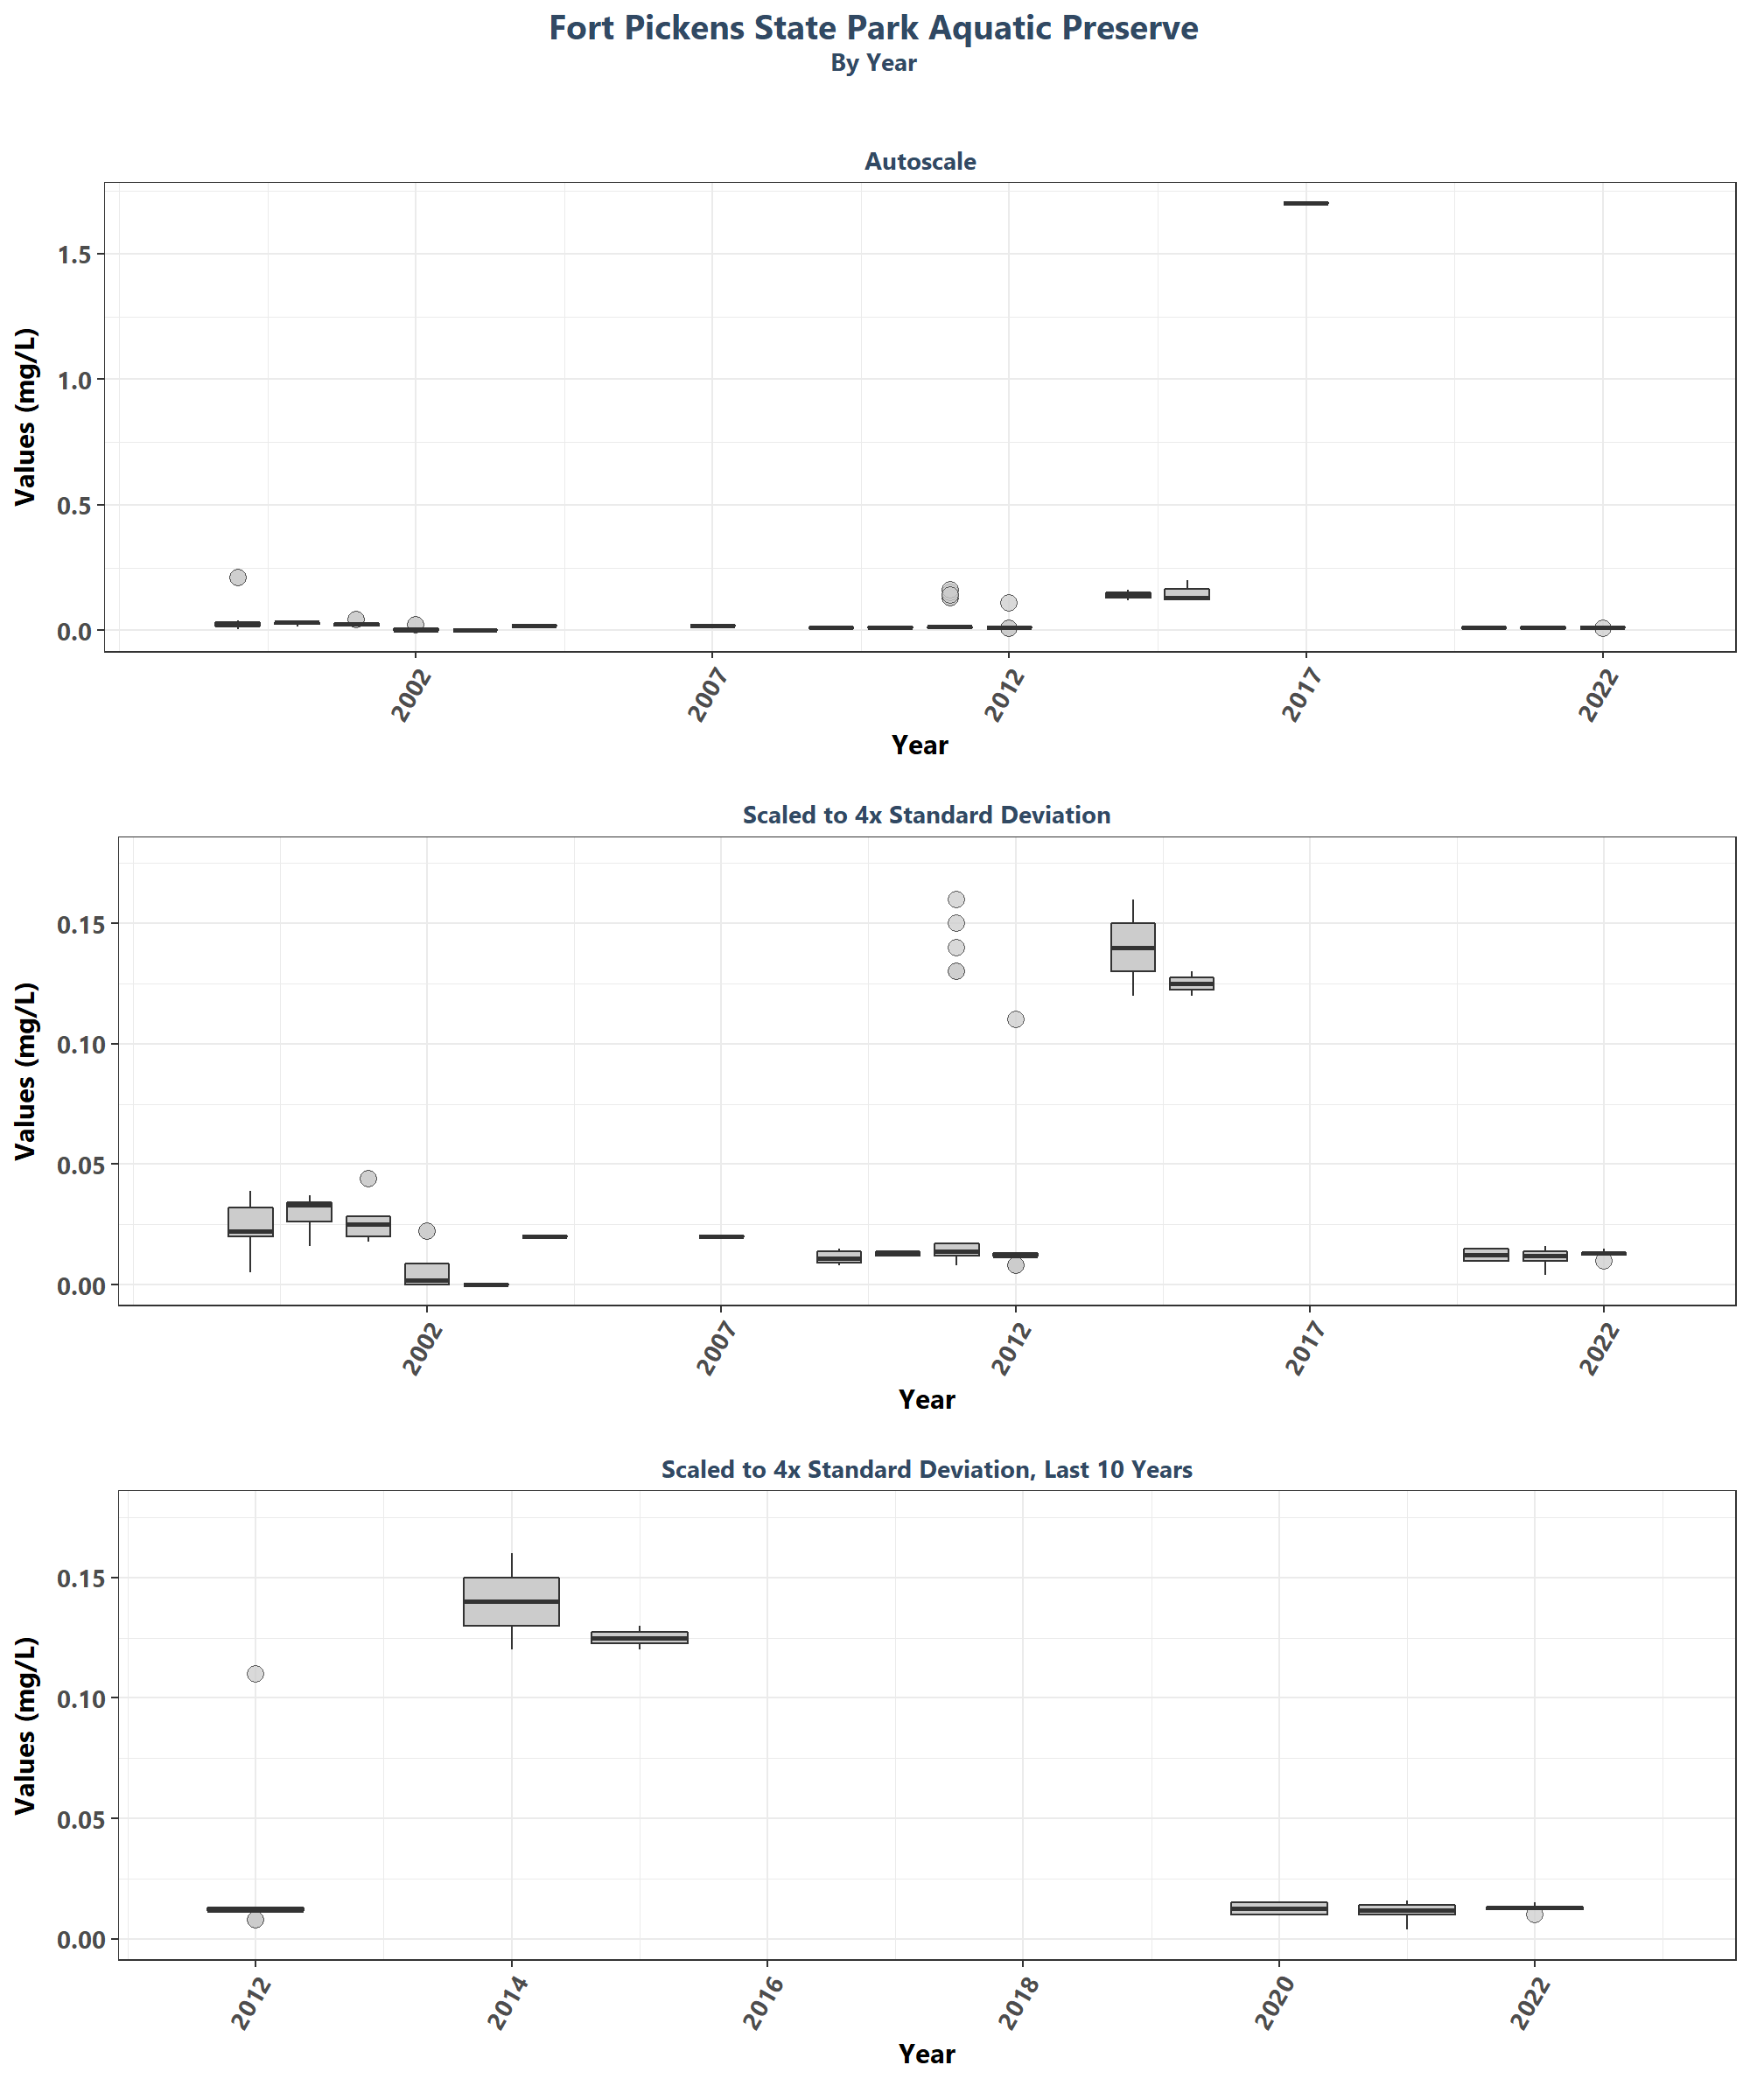 Fort Pickens State Park Aquatic Preserve
By Year
Autoscale
Values (mg/L)
1.5
1.0
0.5
0.0
2002 2007 2012 2017 2022
Year
Scaled to 4x Standard Deviation
Values (mg/L)
0.15
0.10
0.05
0.00
2002 2007 2012 2017 2022
Year
Scaled to 4x Standard Deviation, Last 10 Years
Values (mg/L)
0.15
0.10
0.05
0.00
2012 2014 2016 2018 2020 2022
Year